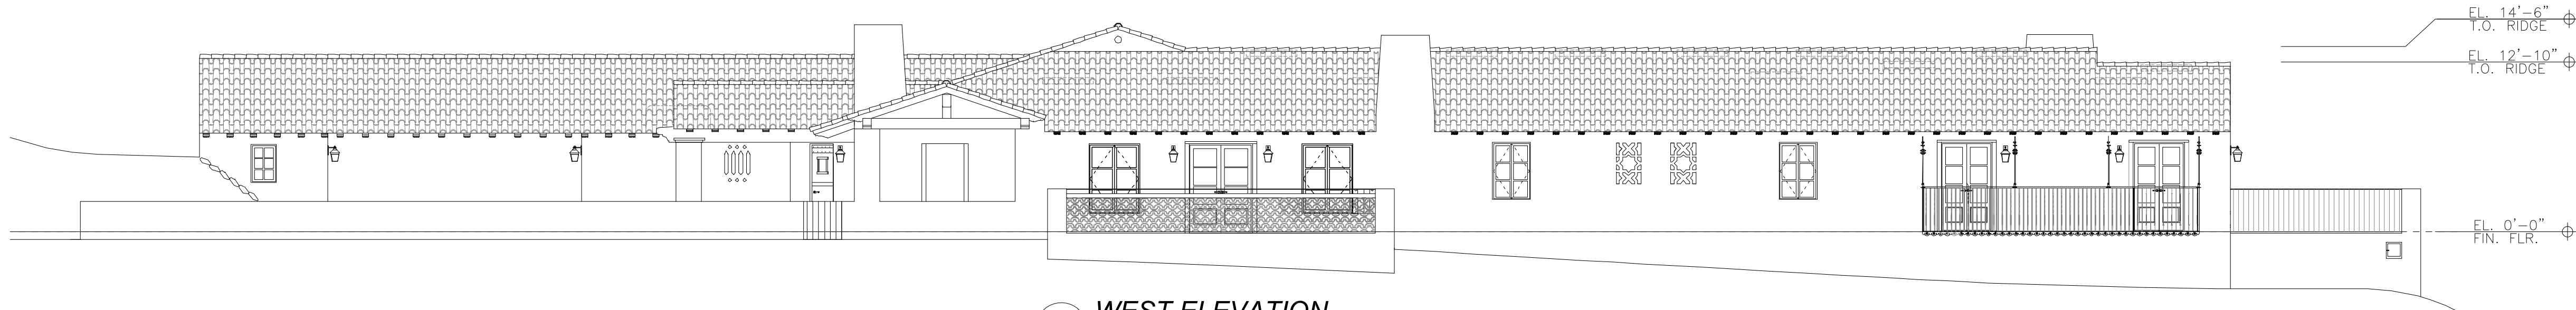 EL. 14'-6"
T.O. RIDGE
EL. 12'-10"
T.O. RIDGE
EL. 0'-0"
FIN. FLR.
WEST ELEVATION